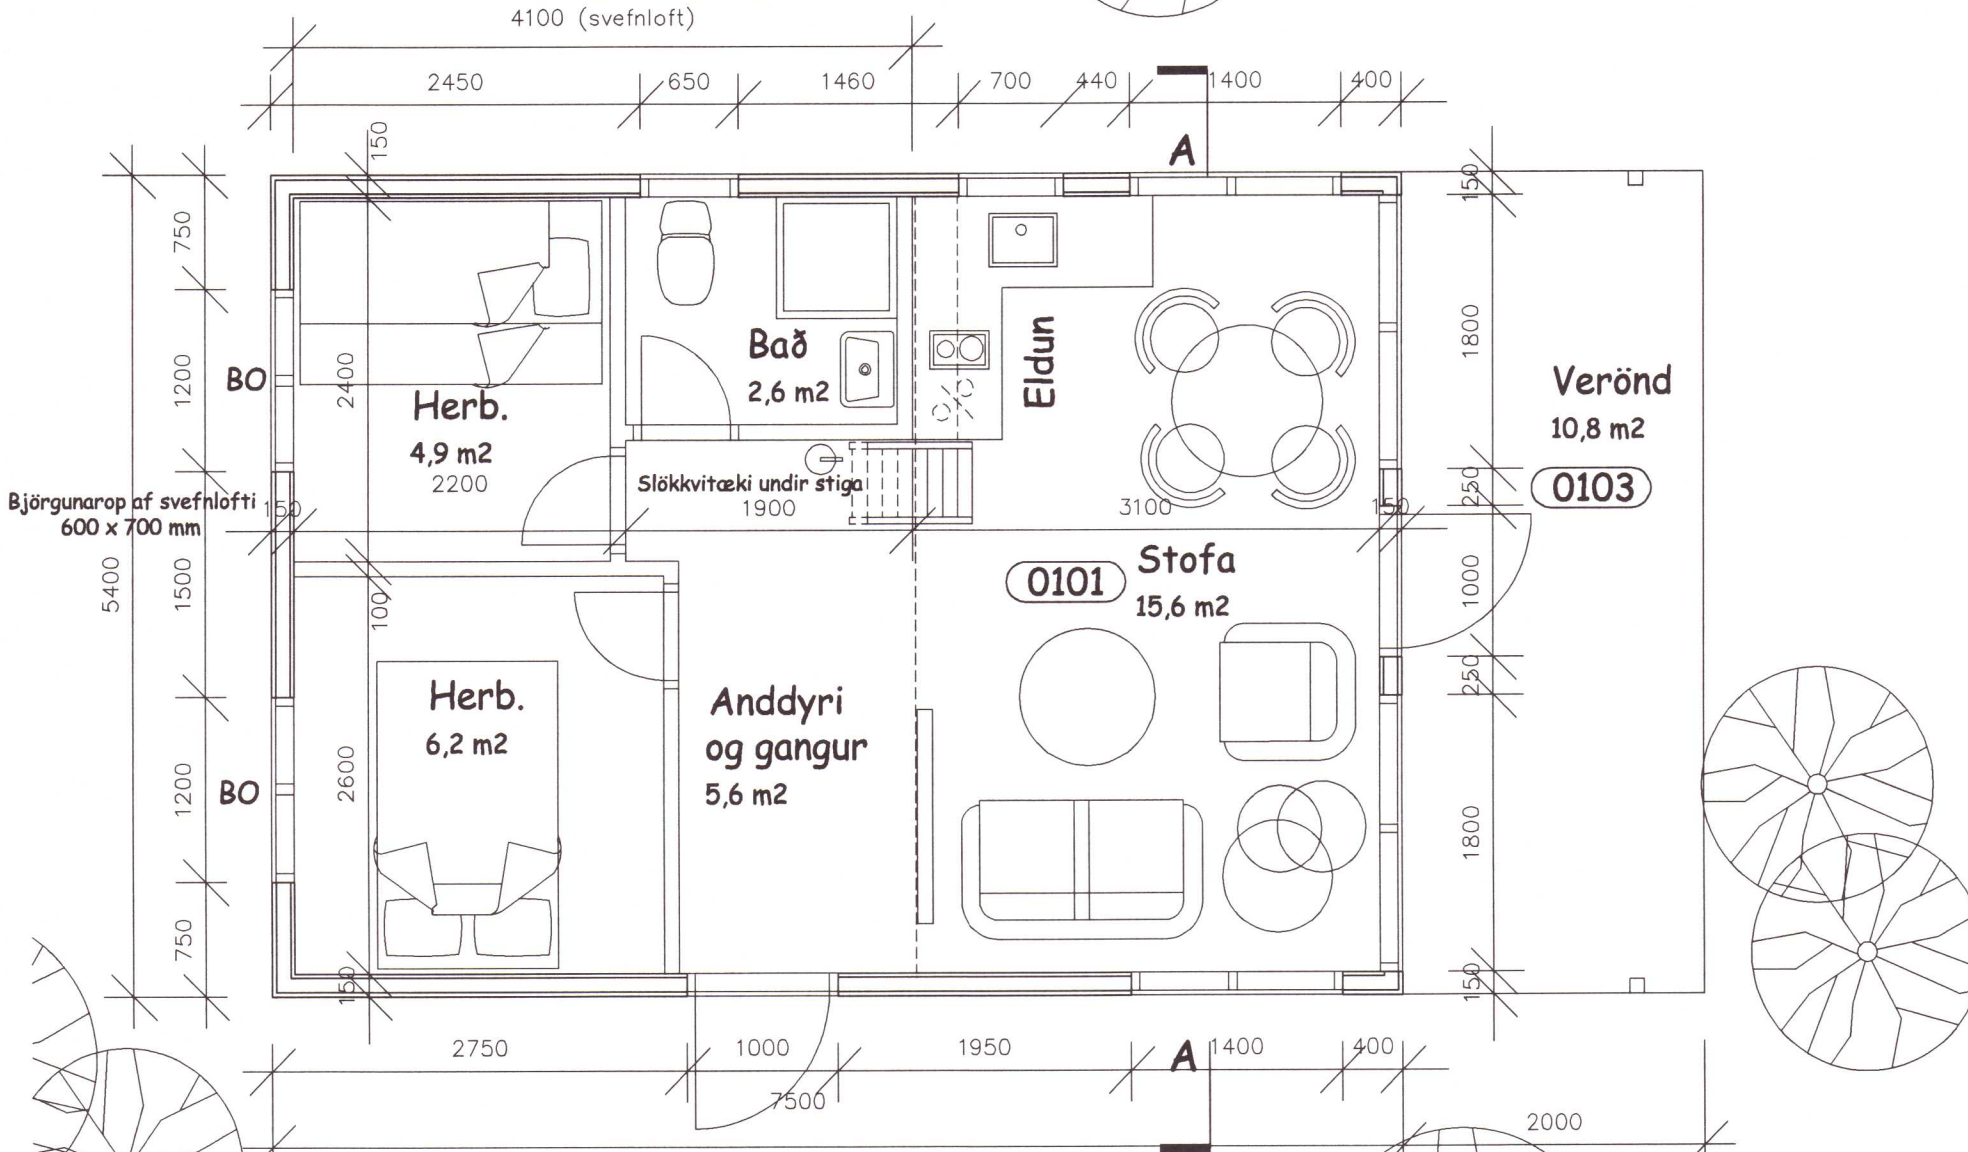 4100 (svefnloft)
2450 650 1460 700 440 1400 400
A
150
150
750
1200
1500
1200
750
5400
BO
BO
Björgunarop af svefnlofti
600 x 700 mm
2400
Herb.
4,9 m2
2200
Bað
2,6 m2
Eldun
Slökkvitæki undir stiga
150 1900 3100 150
Verönd
10,8 m2
0103
1800
250
1000
250
1800
150
Stofa
0101
15,6 m2
100
2600
150
Herb.
6,2 m2
Anddyri
og gangur
5,6 m2
2750 1000 1950 1400 400
A
7500
2000